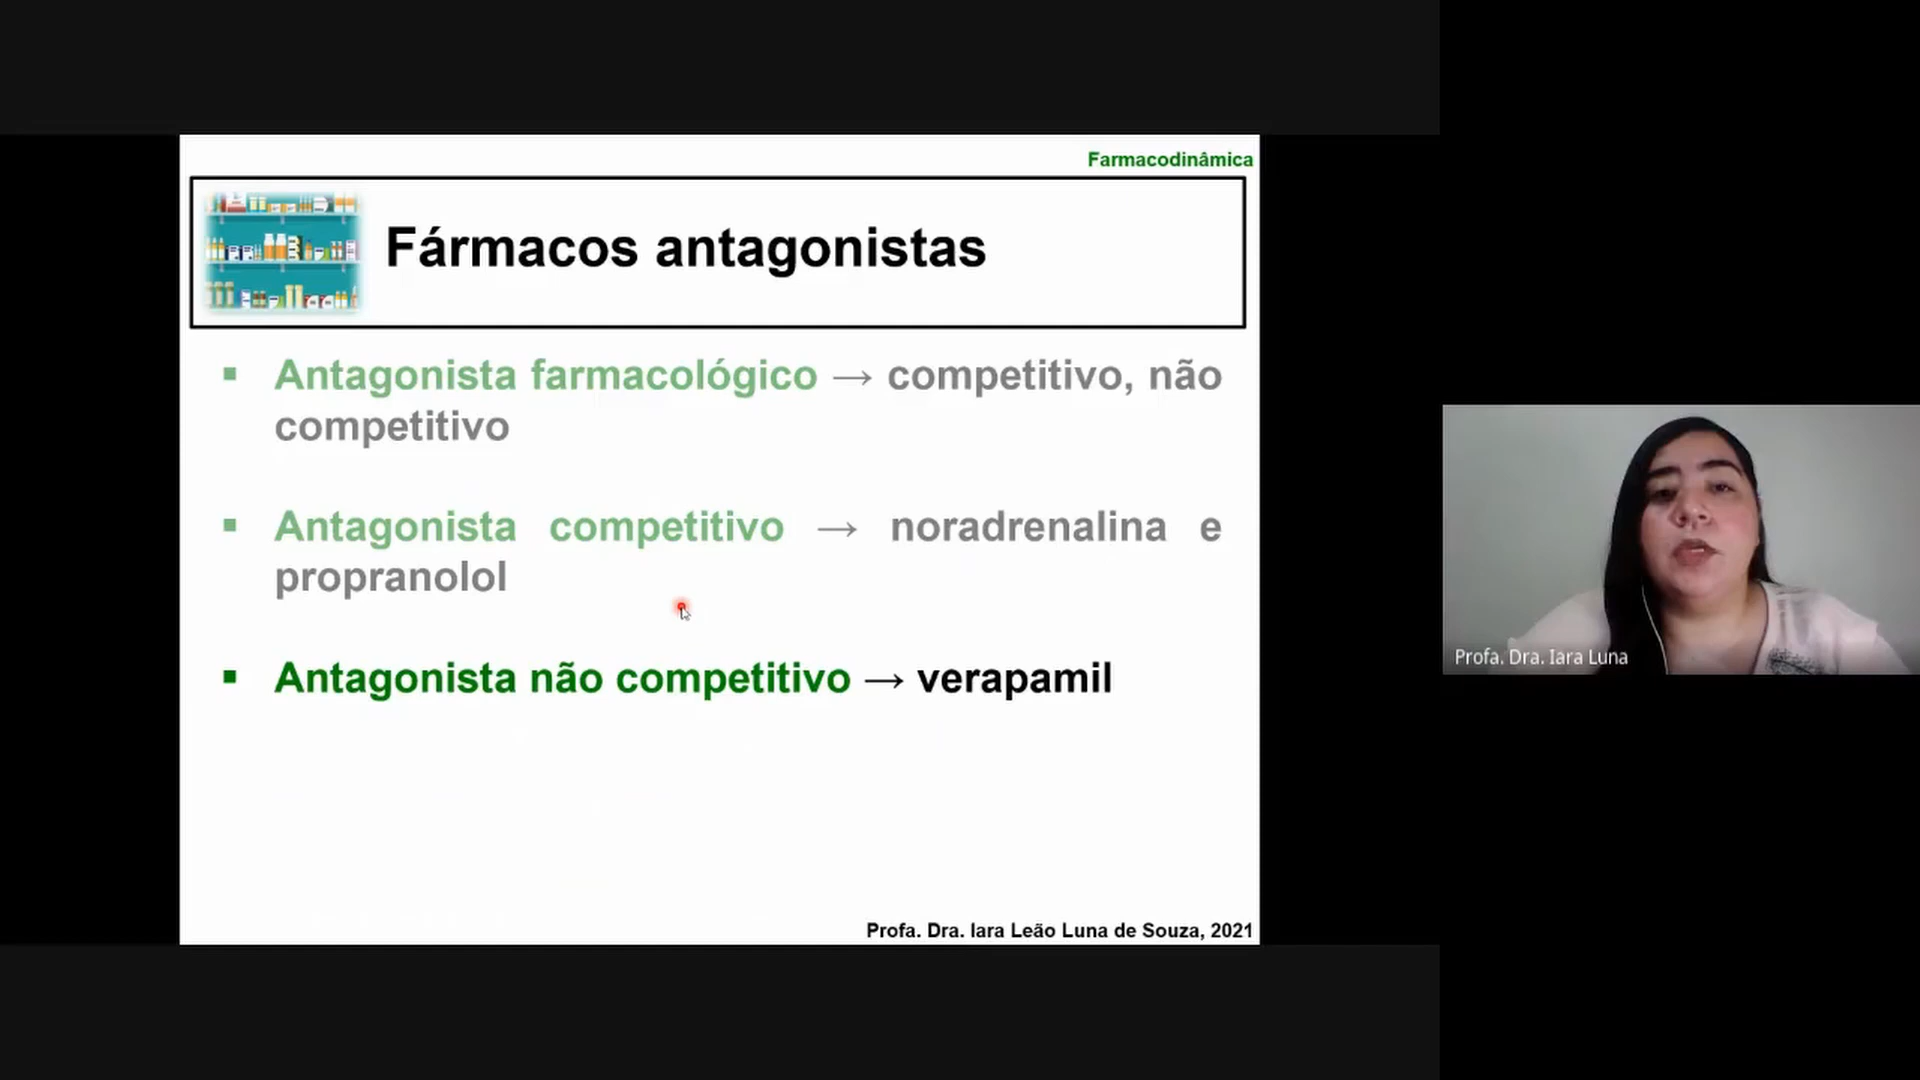 Farmacodinâmica
Fármacos antagonistas
▪ Antagonista farmacológico → competitivo, não
competitivo
▪ Antagonista competitivo → noradrenalina e
propranolol
▪ Antagonista não competitivo → verapamil
Profa. Dra. Iara Leão Luna de Souza, 2021
Profa. Dra. Iara Luna